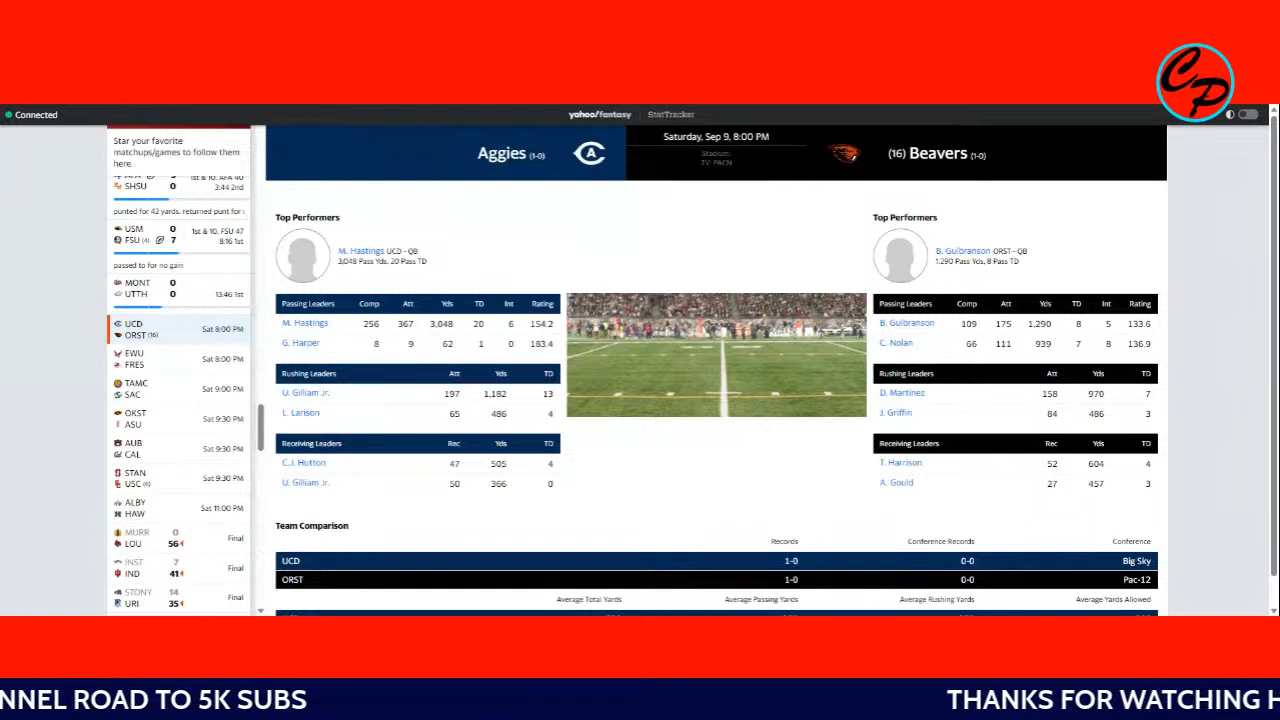 CP
Connected
yahoo!fantasy StatTracker
Star your favorite
matchups/games to follow them
here.
SHSU 0 3:44 2nd
punted for 42 yards. returned punt for
USM 0 1st & 10, FSU 47
FSU (4) 7 8:16 1st
passed to for no gain
MONT 0
UTTH 0 13:46 1st
UCD
ORST (16) Sat 8:00 PM
EWU
FRES Sat 8:00 PM
TAMC
SAC Sat 9:00 PM
OKST
ASU Sat 9:30 PM
AUB
CAL Sat 9:30 PM
STAN
USC (6) Sat 9:30 PM
ALBY
HAW Sat 11:00 PM
MURR 0
LOU 56 Final
INST 7
IND 41 Final
STONY 14
URI 35 Final
Aggies (1-0)
Saturday, Sep 9, 8:00 PM
Stadium:
TV: PACN
(16) Beavers (1-0)
Top Performers
M. Hastings UCD - QB
3,048 Pass Yds, 20 Pass TD
Passing Leaders Comp Att Yds TD Int Rating
M. Hastings 256 367 3,048 20 6 154.2
G. Harper 8 9 62 1 0 183.4
Rushing Leaders Att Yds TD
U. Gilliam Jr. 197 1,182 13
L. Larison 65 486 4
Receiving Leaders Rec Yds TD
C.J. Hutton 47 505 4
U. Gilliam Jr. 50 366 0
Top Performers
B. Gulbranson ORST - QB
1,290 Pass Yds, 8 Pass TD
Passing Leaders Comp Att Yds TD Int Rating
B. Gulbranson 109 175 1,290 8 5 133.6
C. Nolan 66 111 939 7 8 136.9
Rushing Leaders Att Yds TD
D. Martinez 158 970 7
J. Griffin 84 486 3
Receiving Leaders Rec Yds TD
T. Harrison 52 604 4
A. Gould 27 457 3
Team Comparison
Records Conference Records Conference
UCD 1-0 0-0 Big Sky
ORST 1-0 0-0 Pac-12
Average Total Yards Average Passing Yards Average Rushing Yards Average Yards Allowed
NNEL ROAD TO 5K SUBS THANKS FOR WATCHING H